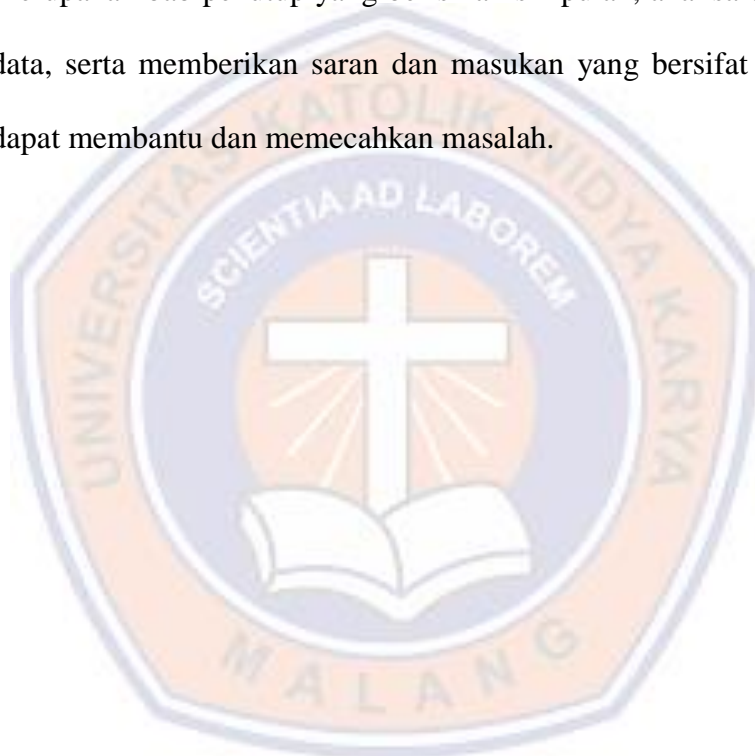 data, serta memberikan saran dan masukan yang bersifat
dapat membantu dan memecahkan masalah.
UNIVERSITAS KATOLIK WIDYA KARYA
SCIENTIA AD LABOREM
MALANG